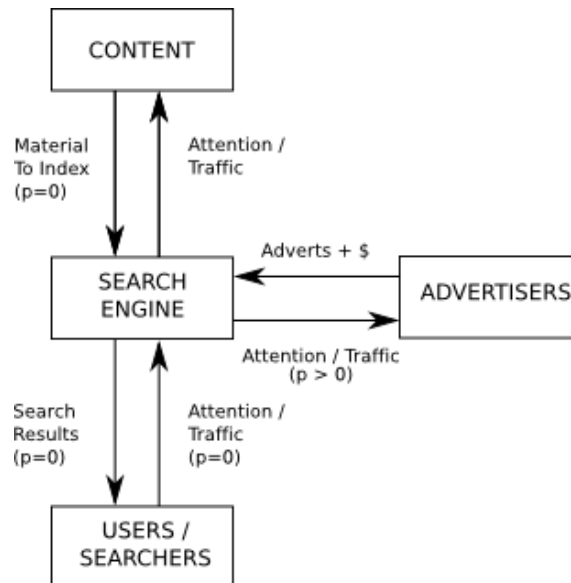 CONTENT
Material
To Index
(p=0)
Attention /
Traffic
SEARCH
ENGINE
Adverts + $
ADVERTISERS
Attention / Traffic
(p > 0)
Search
Results
(p=0)
Attention /
Traffic
(p=0)
USERS /
SEARCHERS